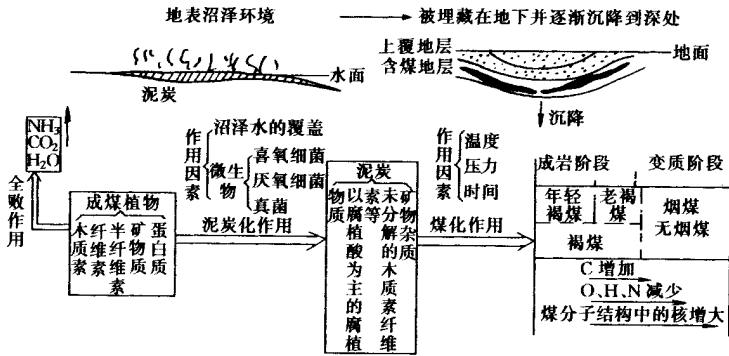 地表沼泽环境
被埋藏在地下并逐渐沉降到深处
上覆地层
含煤地层
地面
水面
泥炭
沉降
NH₃
CO₂
H₂O
全败作用
成煤植物
木质素
纤维素
半纤维素
矿物质
蛋白质
作用因素
沼泽水的覆盖
微生物
喜氧细菌
厌氧细菌
真菌
泥炭化作用
泥炭
以腐植酸为主的腐植物质
未分解的木质素纤维素等
矿物杂质
作用因素
温度
压力
时间
煤化作用
成岩阶段
变质阶段
年轻褐煤
老褐煤
褐煤
烟煤
无烟煤
C 增加
O、H、N 减少
煤分子结构中的核增大